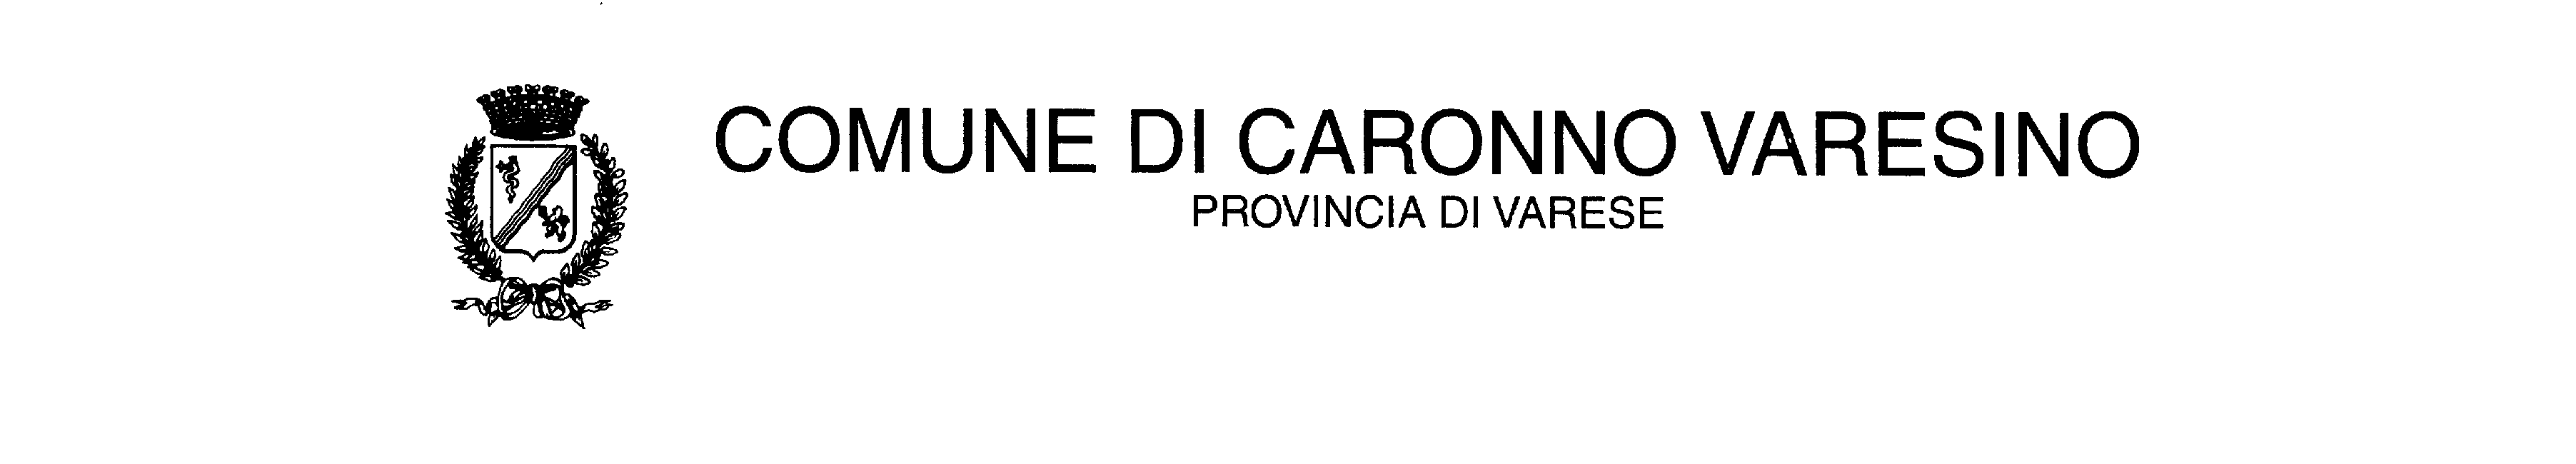 COMUNE DI CARONNO VARESINO
PROVINCIA DI VARESE